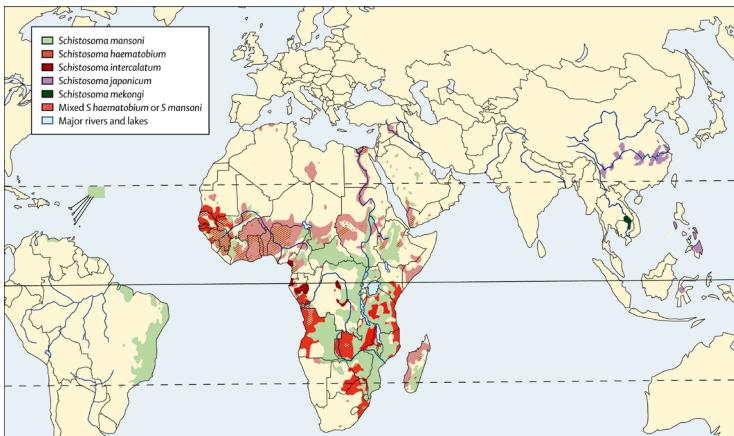 Schistosoma mansoni
Schistosoma haematobium
Schistosoma intercalatum
Schistosoma japonicum
Schistosoma mekongi
Mixed S haematobium or S mansoni
Major rivers and lakes